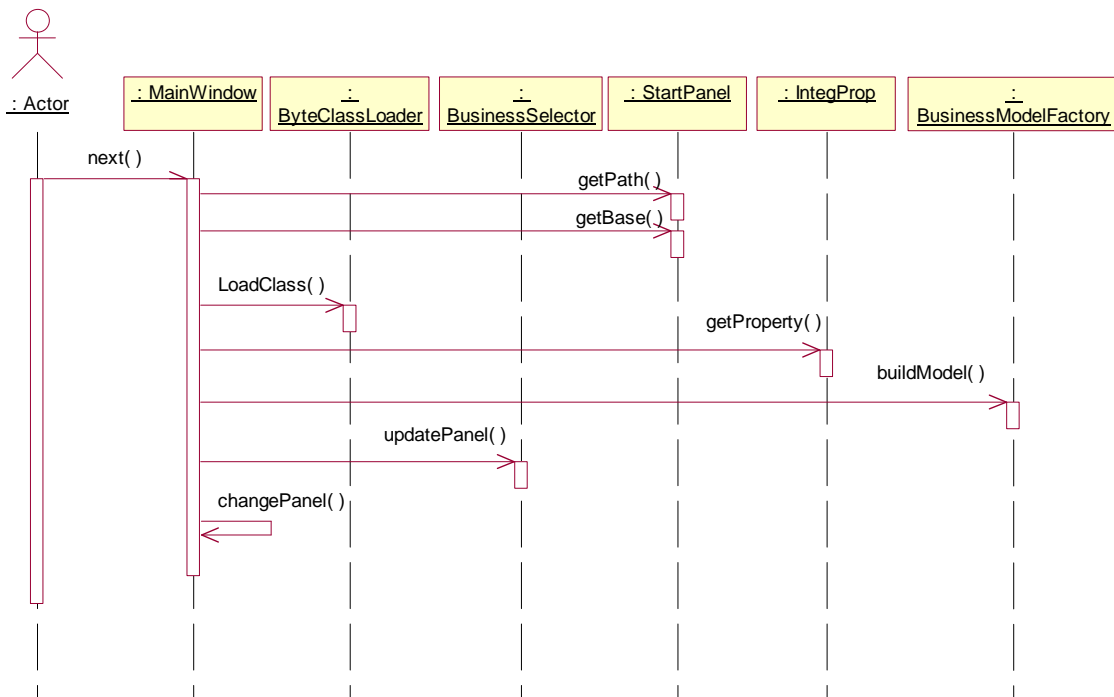 : Actor
: MainWindow
:
ByteClassLoader
:
BusinessSelector
: StartPanel
: IntegProp
:
BusinessModelFactory
next( )
getPath( )
getBase( )
LoadClass( )
getProperty( )
buildModel( )
updatePanel( )
changePanel( )